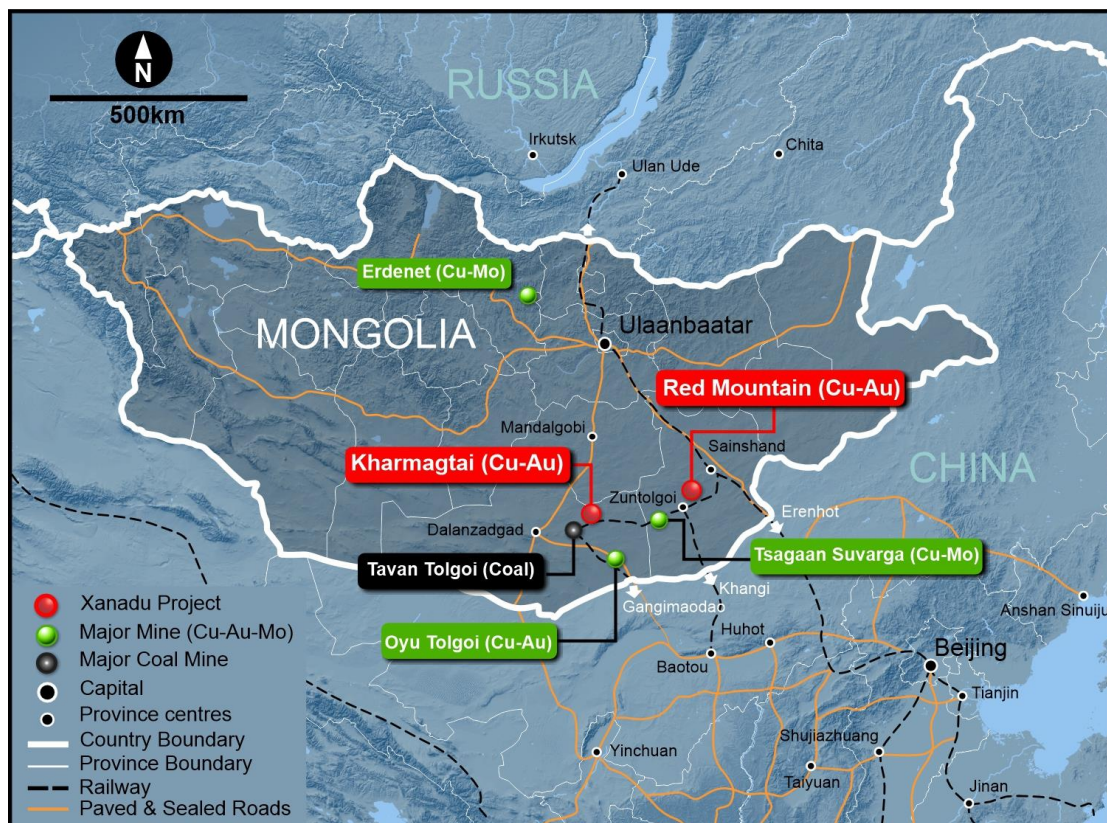 N
500km
RUSSIA
Irkutsk
Chita
Ulan Ude
Erdenet (Cu-Mo)
MONGOLIA
Ulaanbaatar
Red Mountain (Cu-Au)
Mandalgobi
Sainshand
Kharmagtai (Cu-Au)
CHINA
Zuntolgoi
Erenhot
Dalanzadgad
Tsagaan Suvarga (Cu-Mo)
Tavan Tolgoi (Coal)
Khangi
Gangimaodao
Anshan Sinuiju
Oyu Tolgoi (Cu-Au)
Huhot
Baotou
Beijing
Tianjin
Shujiazhuang
Yinchuan
Taiyuan
Jinan
Xanadu Project
Major Mine (Cu-Au-Mo)
Major Coal Mine
Capital
Province centres
Country Boundary
Province Boundary
Railway
Paved & Sealed Roads